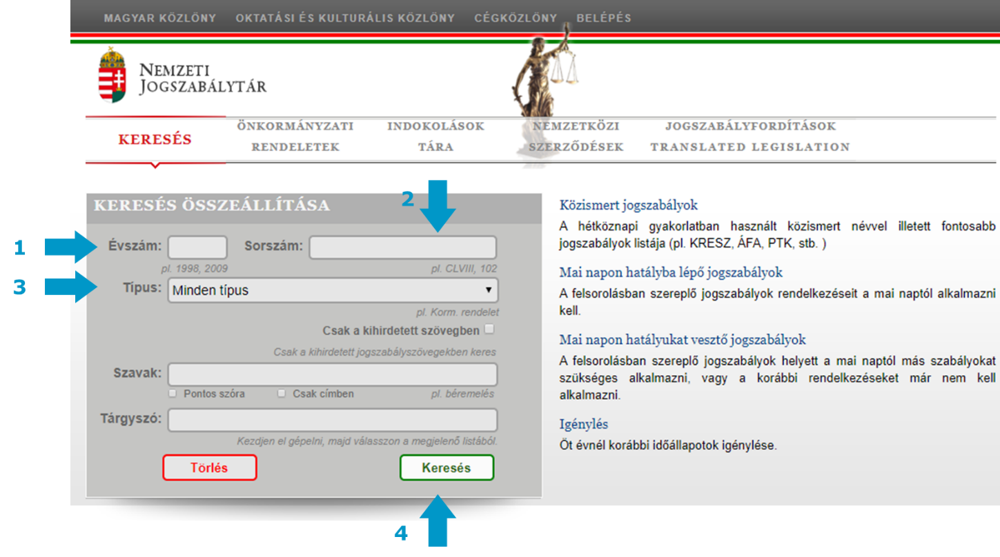 MAGYAR KÖZLÖNY OKTATÁSI ÉS KULTURÁLIS KÖZLÖNY CÉGKÖZLÖNY BELÉPÉS
NEMZETI
JOGSZABÁLYTÁR
KERESÉS
ÖNKORMÁNYZATI
RENDELETEK
INDOKOLÁSOK
TÁRA
NEMZETKÖZI
SZERZŐDÉSEK
JOGSZABÁLYFORDÍTÁSOK
TRANSLATED LEGISLATION
KERESÉS ÖSSZEÁLLÍTÁSA
2
1
Évszám: Sorszám:
pl. 1998, 2009 pl. CLVIII, 102
3
Típus: Minden típus
pl. Korm. rendelet
Csak a kihirdetett szövegben
Csak a kihirdetett jogszabályszövegekben keres
Szavak:
Pontos szóra Csak címben pl. béremelés
Tárgyszó:
Kezdjen el gépelni, majd válasszon a megjelenő listából.
Törlés Keresés
4
Közismert jogszabályok
A hétköznapi gyakorlatban használt közismert névvel illetett fontosabb
jogszabályok listája (pl. KRESZ, ÁFA, PTK, stb. )
Mai napon hatályba lépő jogszabályok
A felsorolásban szereplő jogszabályok rendelkezéseit a mai naptól alkalmazni
kell.
Mai napon hatályukat vesztő jogszabályok
A felsorolásban szereplő jogszabályok helyett a mai naptól más szabályokat
szükséges alkalmazni, vagy a korábbi rendelkezéseket már nem kell
alkalmazni.
Igénylés
Öt évnél korábbi időállapotok igénylése.